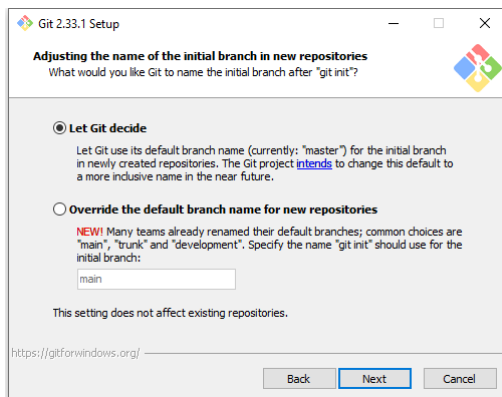 Git 2.33.1 Setup
Adjusting the name of the initial branch in new repositories
What would you like Git to name the initial branch after "git init"?
Let Git decide
Let Git use its default branch name (currently: "master") for the initial branch
in newly created repositories. The Git project intends to change this default to
a more inclusive name in the near future.
Override the default branch name for new repositories
NEW! Many teams already renamed their default branches; common choices are
"main", "trunk" and "development". Specify the name "git init" should use for the
initial branch:
main
This setting does not affect existing repositories.
https://gitforwindows.org/
Back Next Cancel